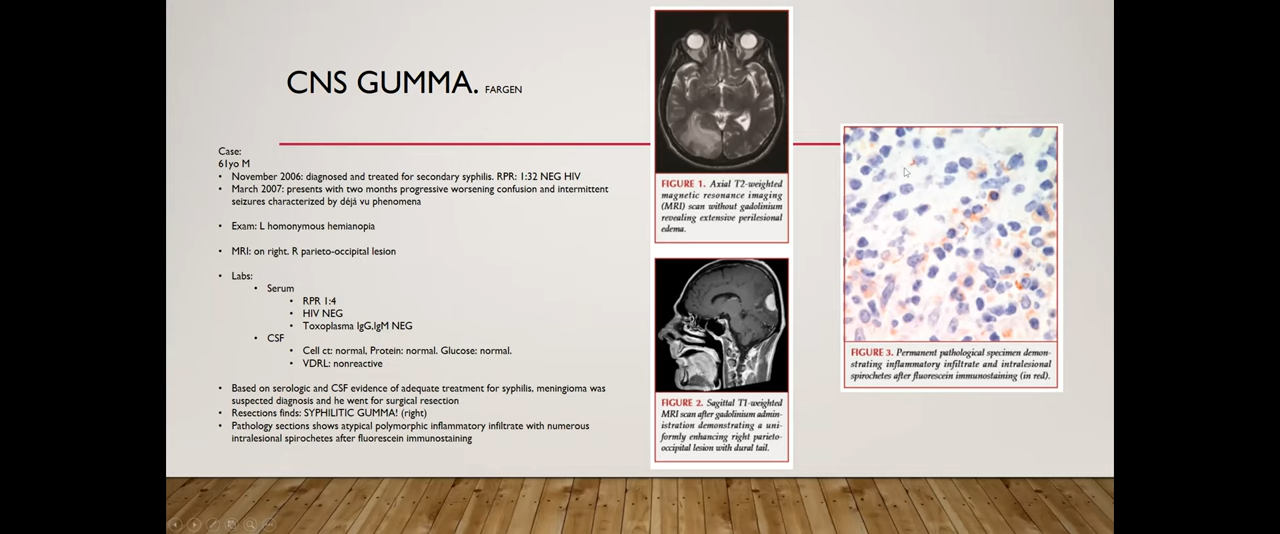 CNS GUMMA. FARGEN
Case:
61yo M
• November 2006: diagnosed and treated for secondary syphilis. RPR: 1:32 NEG HIV
• March 2007: presents with two months progressive worsening confusion and intermittent
seizures characterized by déjà vu phenomena
• Exam: L homonymous hemianopia
• MRI: on right. R parieto-occipital lesion
• Labs:
• Serum
• RPR 1:4
• HIV NEG
• Toxoplasma IgG,IgM NEG
• CSF
• Cell ct: normal, Protein: normal. Glucose: normal.
• VDRL: nonreactive
• Based on serologic and CSF evidence of adequate treatment for syphilis, meningioma was
suspected diagnosis and he went for surgical resection
• Resections finds: SYPHILITIC GUMMA! (right)
• Pathology sections shows atypical polymorphic inflammatory infiltrate with numerous
intralesional spirochetes after fluorescein immunostaining
FIGURE 1. Axial T2-weighted
magnetic resonance imaging
(MRI) scan without gadolinium
revealing extensive perilesional
edema.
FIGURE 2. Sagittal T1-weighted
MRI scan after gadolinium admin-
istration demonstrating a uni-
formly enhancing right parieto-
occipital lesion with dural tail.
FIGURE 3. Permanent pathological specimen demon-
strating inflammatory infiltrate and intralesional
spirochetes after fluorescein immunostaining (in red).